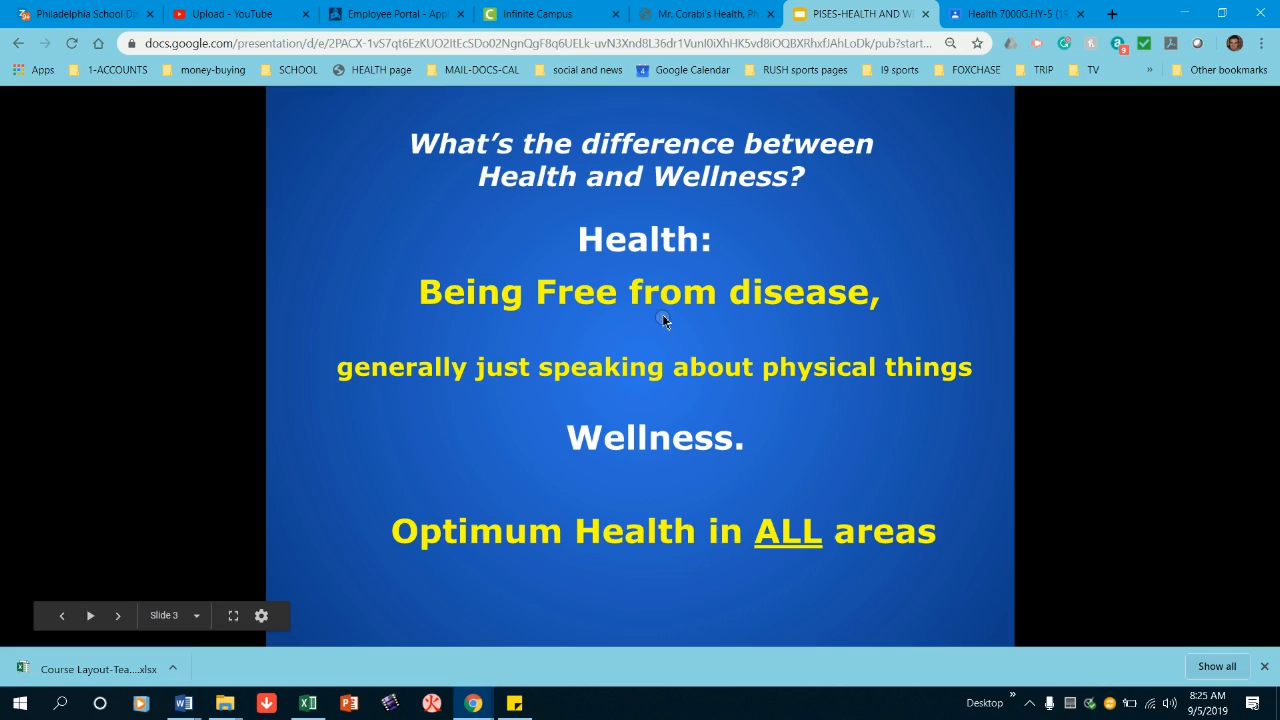 Philadelphia School Di
Upload - YouTube
Employee Portal - App
Infinite Campus
Mr. Corabi's Health, Ph
PISES-HEALTH AND W
Health 7000G.HY-5 (19
docs.google.com/presentation/d/e/2PACX-1vS7qt6EzKUO2ItEcSDo02NgnQgF8q6UELk-uvN3Xnd8L36dr1VunI0iXhHK5vd8iOQBXRhxfJAhLoDk/pub?start...
9
Apps
1-ACCOUNTS
money-buying
SCHOOL
HEALTH page
MAIL-DOCS-CAL
social and news
4
Google Calendar
RUSH sports pages
I9 sports
FOXCHASE
TRIP
TV
»
Other bookmarks
What's the difference between
Health and Wellness?
Health:
Being Free from disease,
generally just speaking about physical things
Wellness.
Optimum Health in ALL areas
Slide 3
Course Layout-Tea....xlsx
Show all
Desktop
»
8:25 AM
9/5/2019